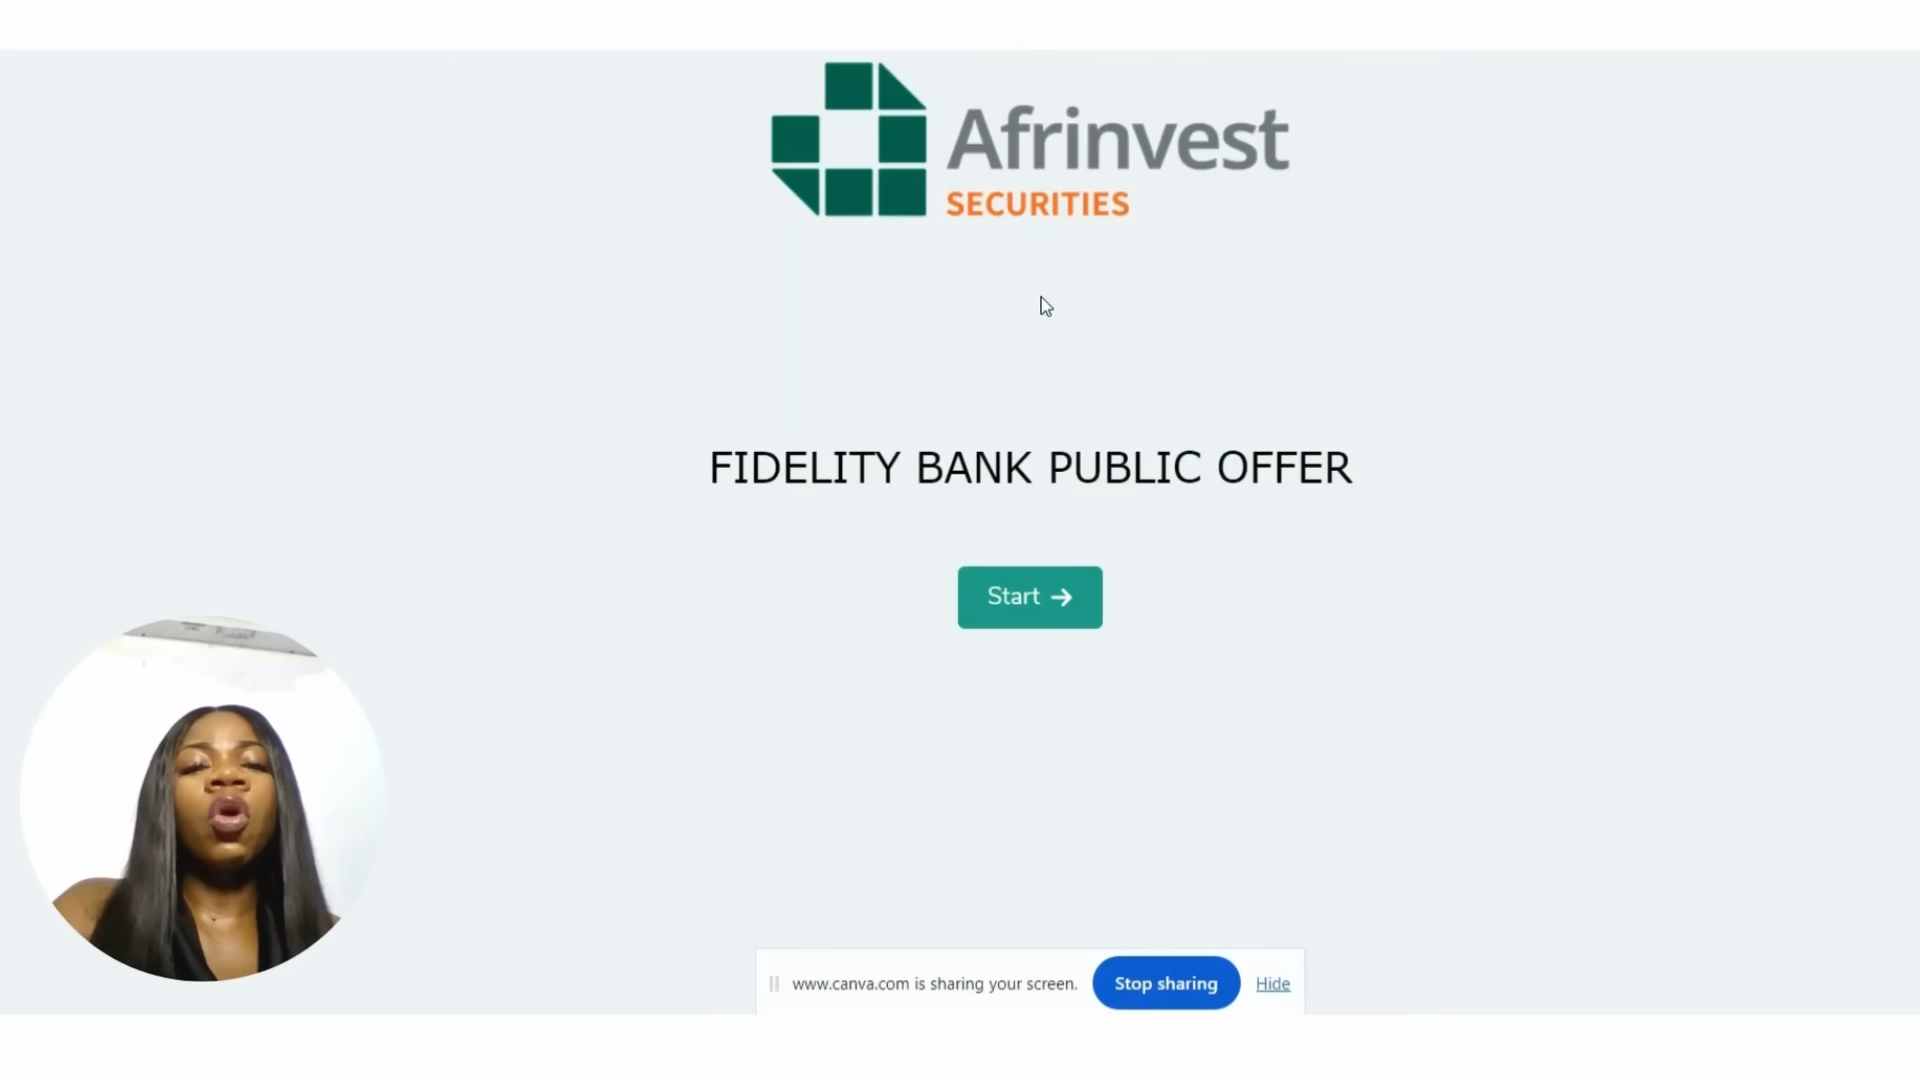 Afrinvest
SECURITIES
FIDELITY BANK PUBLIC OFFER
Start →
www.canva.com is sharing your screen.
Stop sharing
Hide